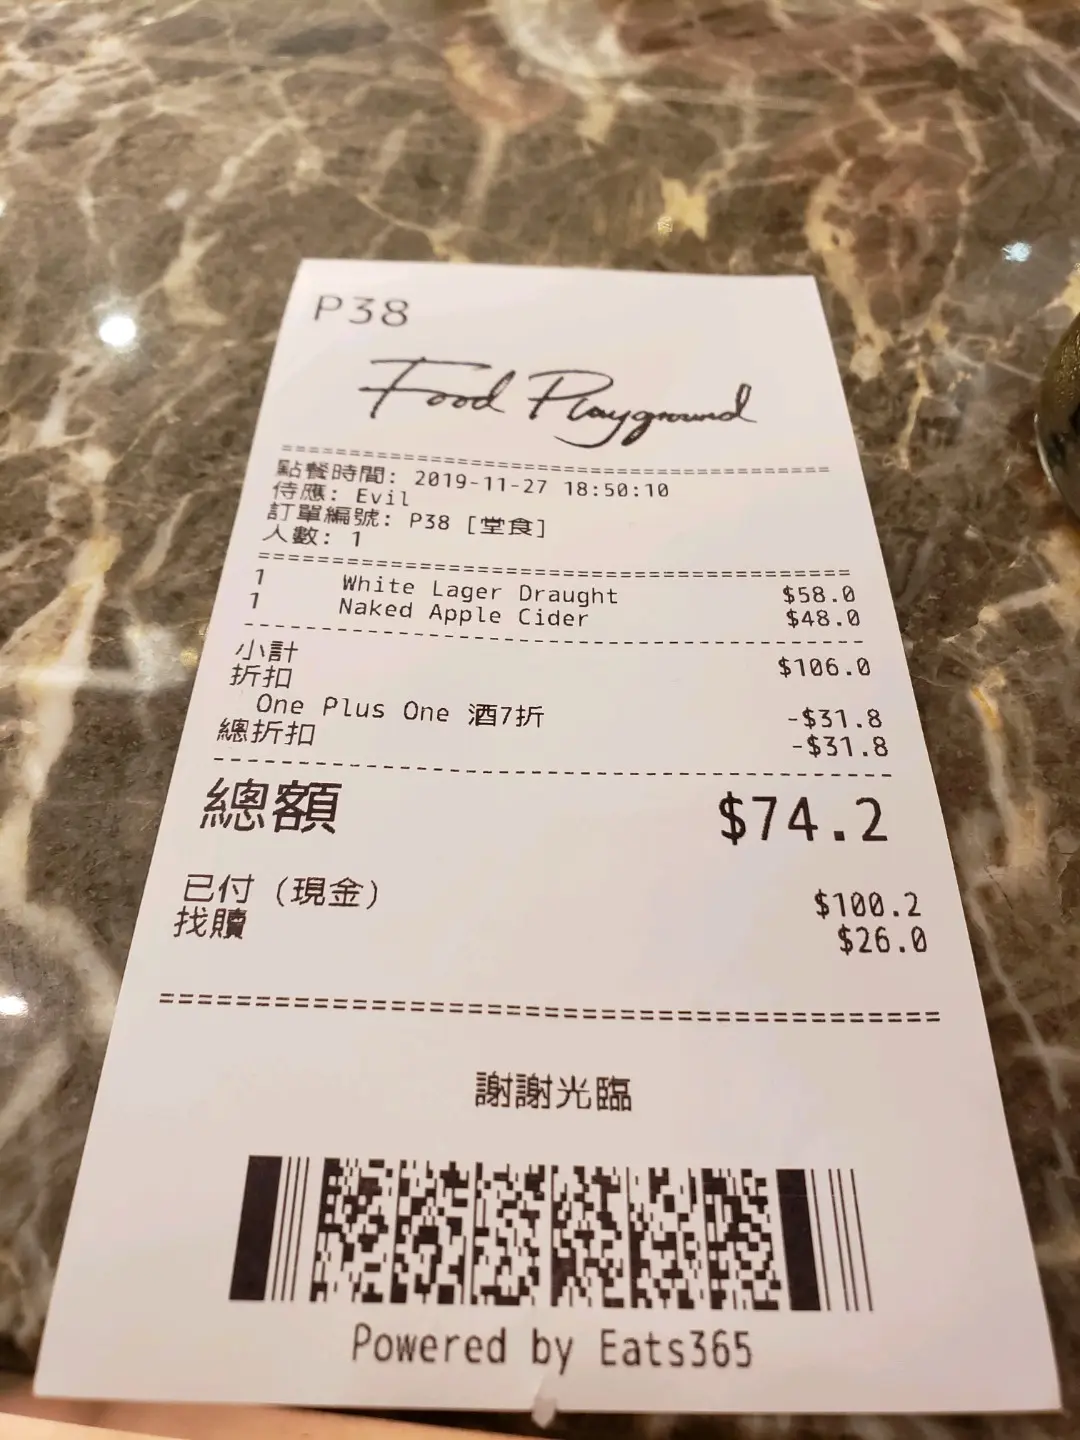 P38
Food Playground
========================================
點餐時間: 2019-11-27 18:50:10
侍應: Evil
訂單編號: P38 [堂食]
人數: 1
========================================
1 White Lager Draught $58.0
1 Naked Apple Cider $48.0
----------------------------------------
小計 $106.0
折扣
One Plus One 酒7折 -$31.8
總折扣 -$31.8
----------------------------------------
總額 $74.2
已付 (現金) $100.2
找贖 $26.0
========================================
謝謝光臨
Powered by Eats365